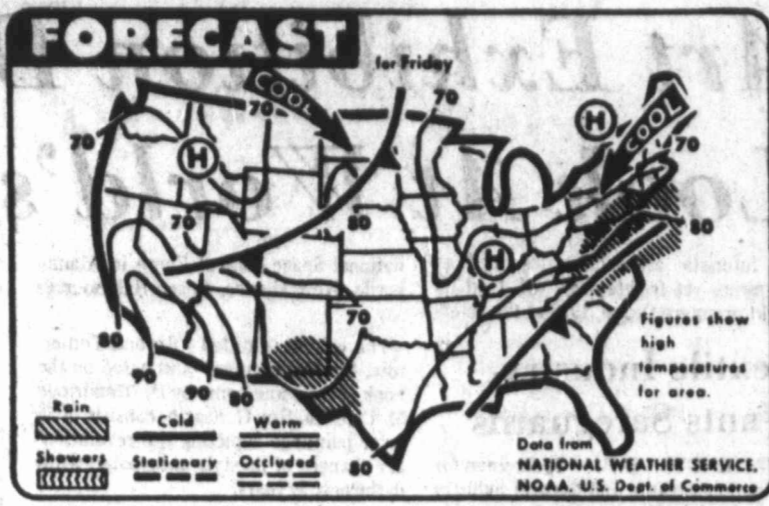 FORECAST
for Friday
COOL
70
70
70
H
H
COOL
70
70
80
80
H
70
80
90
90
80
80
Figures show
high
temperatures
for area.
Rain
Cold
Warm
Showers
Stationary
Occluded
Data from
NATIONAL WEATHER SERVICE,
NOAA, U.S. Dept. of Commerce